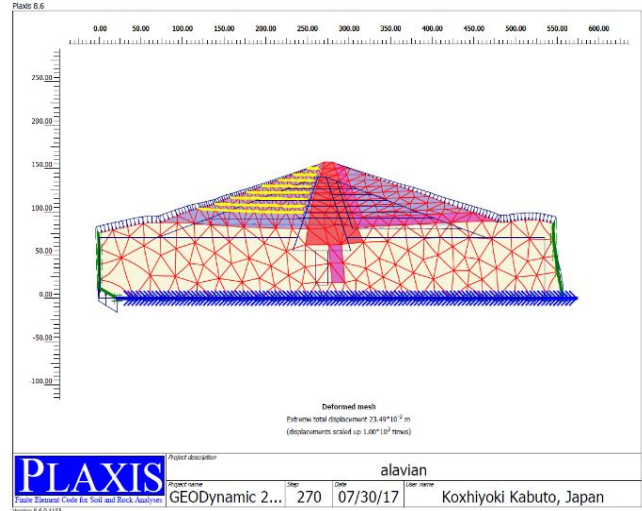 Plaxis 8.6
0.00 50.00 100.00 150.00 200.00 250.00 300.00 350.00 400.00 450.00 500.00 550.00 600.00
250.00
200.00
150.00
100.00
50.00
0.00
-50.00
-100.00
Deformed mesh
Extreme total displacement 23.49*10⁻² m
(displacements scaled up 1.00*10² times)
PLAXIS
Finite Element Code for Soil and Rock Analyses
Project description
alavian
Project name
GEODynamic 2...
Step
270
Date
07/30/17
User name
Koxhiyoki Kabuto, Japan